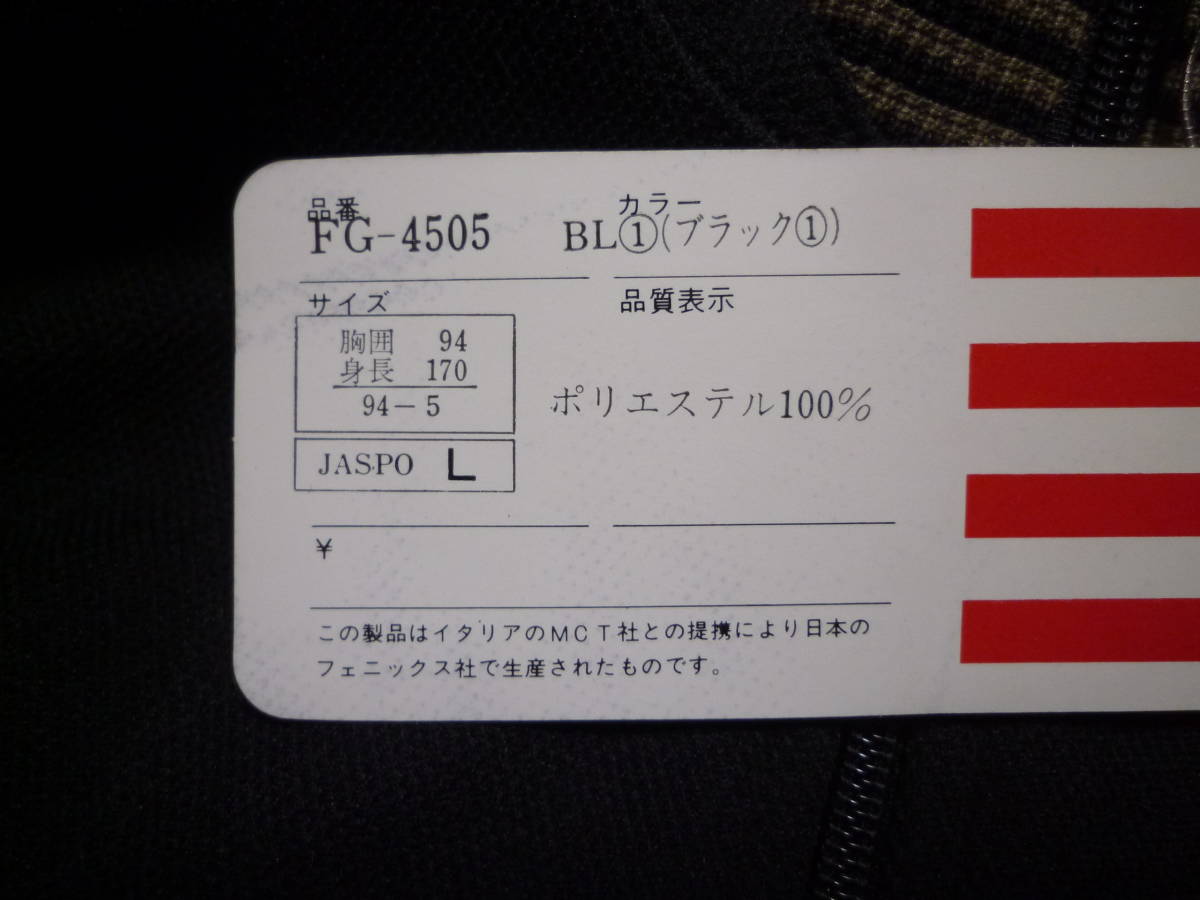 品番
FG-4505
カラー
BL①(ブラック①)
サイズ
胸囲 94
身長 170
94-5
JASPO L
品質表示
ポリエステル100%
¥
この製品はイタリアのMCT社との提携により日本の
フェニックス社で生産されたものです。